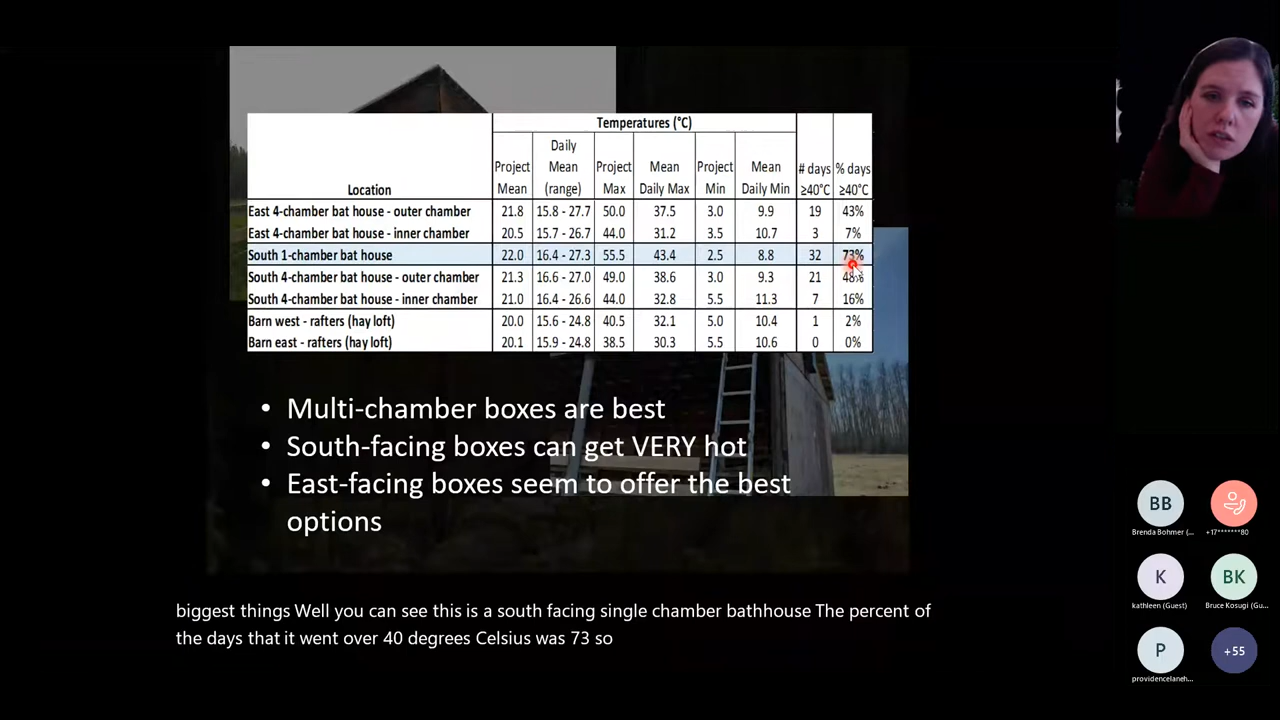 Temperatures (°C)
Location Project Mean Daily Mean (range) Project Max Mean Daily Max Project Min Mean Daily Min # days ≥40°C % days ≥40°C
East 4-chamber bat house - outer chamber 21.8 15.8 - 27.7 50.0 37.5 3.0 9.9 19 43%
East 4-chamber bat house - inner chamber 20.5 15.7 - 26.7 44.0 31.2 3.5 10.7 3 7%
South 1-chamber bat house 22.0 16.4 - 27.3 55.5 43.4 2.5 8.8 32 73%
South 4-chamber bat house - outer chamber 21.3 16.6 - 27.0 49.0 38.6 3.0 9.3 21 48%
South 4-chamber bat house - inner chamber 21.0 16.4 - 26.6 44.0 32.8 5.5 11.3 7 16%
Barn west - rafters (hay loft) 20.0 15.6 - 24.8 40.5 32.1 5.0 10.4 1 2%
Barn east - rafters (hay loft) 20.1 15.9 - 24.8 38.5 30.3 5.5 10.6 0 0%
• Multi-chamber boxes are best
• South-facing boxes can get VERY hot
• East-facing boxes seem to offer the best
options
biggest things Well you can see this is a south facing single chamber bathhouse The percent of
the days that it went over 40 degrees Celsius was 73 so
BB
Brenda Bohmer (...
+17*******80
K
BK
kathleen (Guest)
Bruce Kosugi (Gu...
P
+55
providencelaneh...